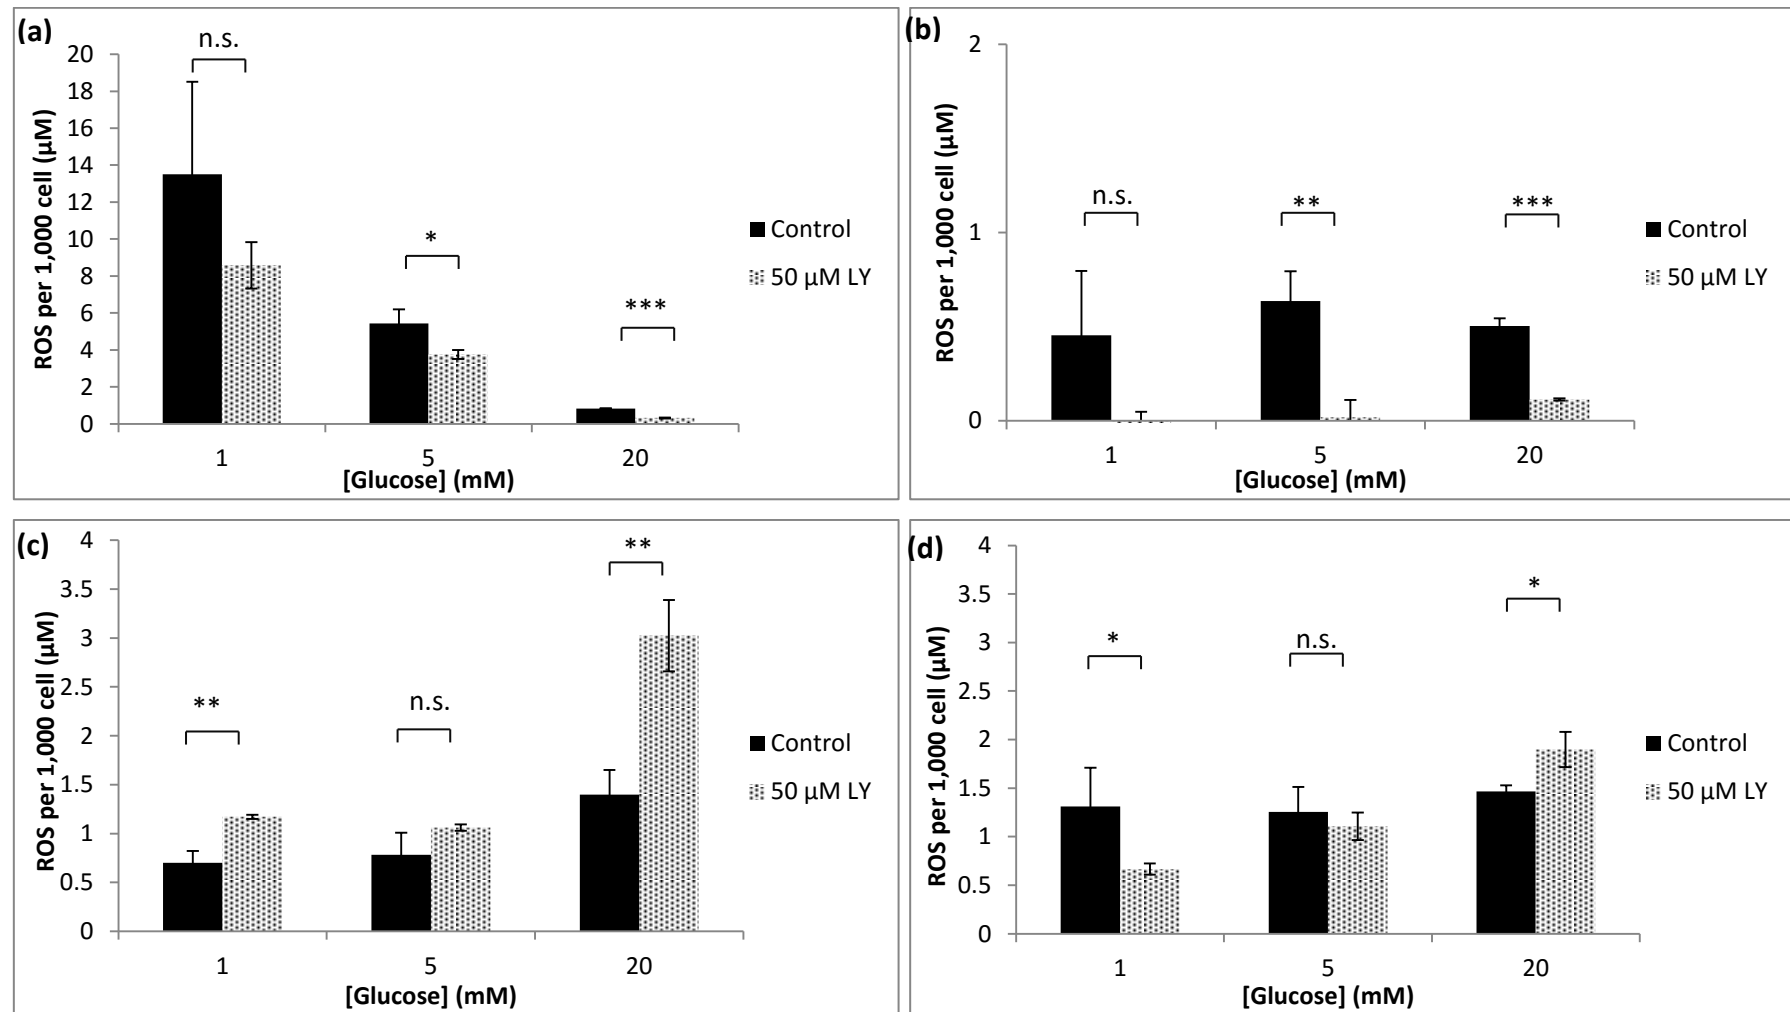 (a)
20
18
16
14
12
10
8
6
4
2
0
ROS per 1,000 cell (µM)
n.s.
*
***
1 5 20
[Glucose] (mM)
Control
50 µM LY
(b)
2
1
0
ROS per 1,000 cell (µM)
n.s.
**
***
1 5 20
[Glucose] (mM)
Control
50 µM LY
(c)
4
3.5
3
2.5
2
1.5
1
0.5
0
ROS per 1,000 cell (µM)
**
n.s.
**
1 5 20
[Glucose] (mM)
Control
50 µM LY
(d)
4
3.5
3
2.5
2
1.5
1
0.5
0
ROS per 1,000 cell (µM)
*
n.s.
*
1 5 20
[Glucose] (mM)
Control
50 µM LY